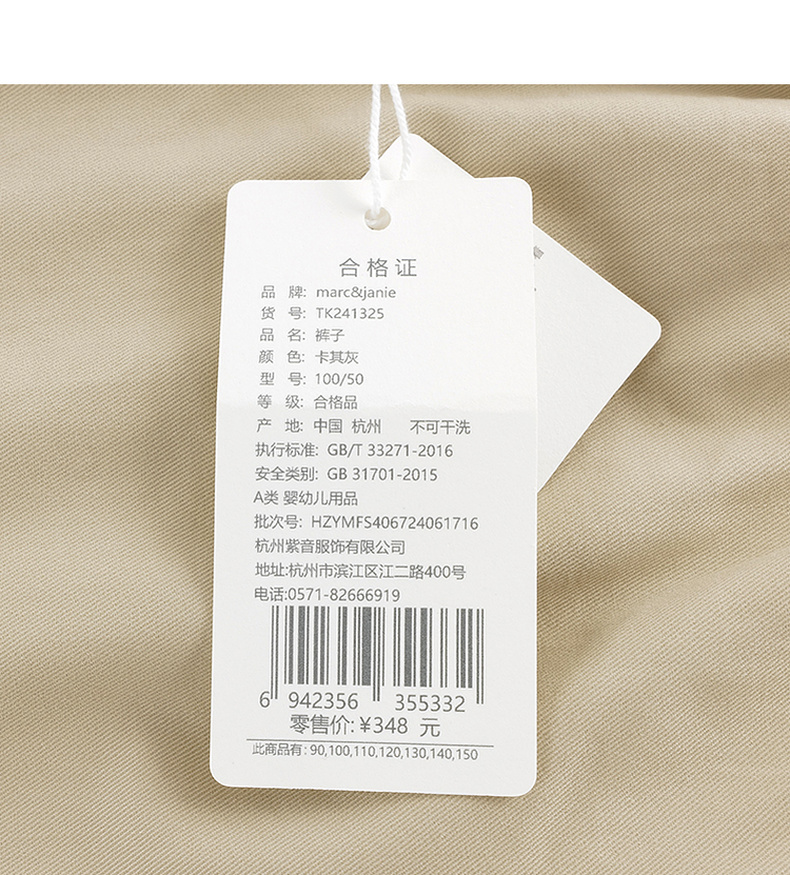 合格证
品 牌: marc&janie
货 号: TK241325
品 名: 裤子
颜 色: 卡其灰
型 号: 100/50
等 级: 合格品
产 地: 中国 杭州 不可干洗
执行标准: GB/T 33271-2016
安全类别: GB 31701-2015
A类 婴幼儿用品
批次号: HZYMFS406724061716
杭州紫音服饰有限公司
地址:杭州市滨江区江二路400号
电话:0571-82666919
6 942356 355332
零售价:¥348 元
此商品有: 90,100,110,120,130,140,150